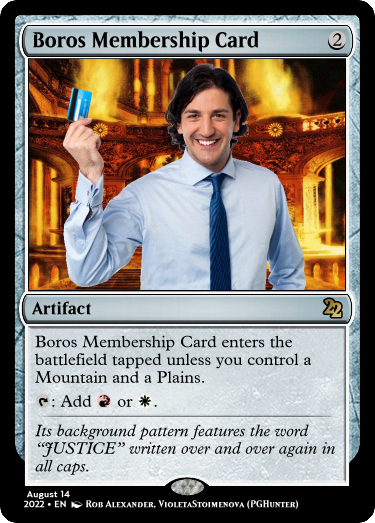 Boros Membership Card 2
Artifact
Boros Membership Card enters the
battlefield tapped unless you control a
Mountain and a Plains.
: Add or .
Its background pattern features the word
“JUSTICE” written over and over again in
all caps.
August 14
2022 • EN Rob Alexander, VioletaStoimenova (PGHunter)